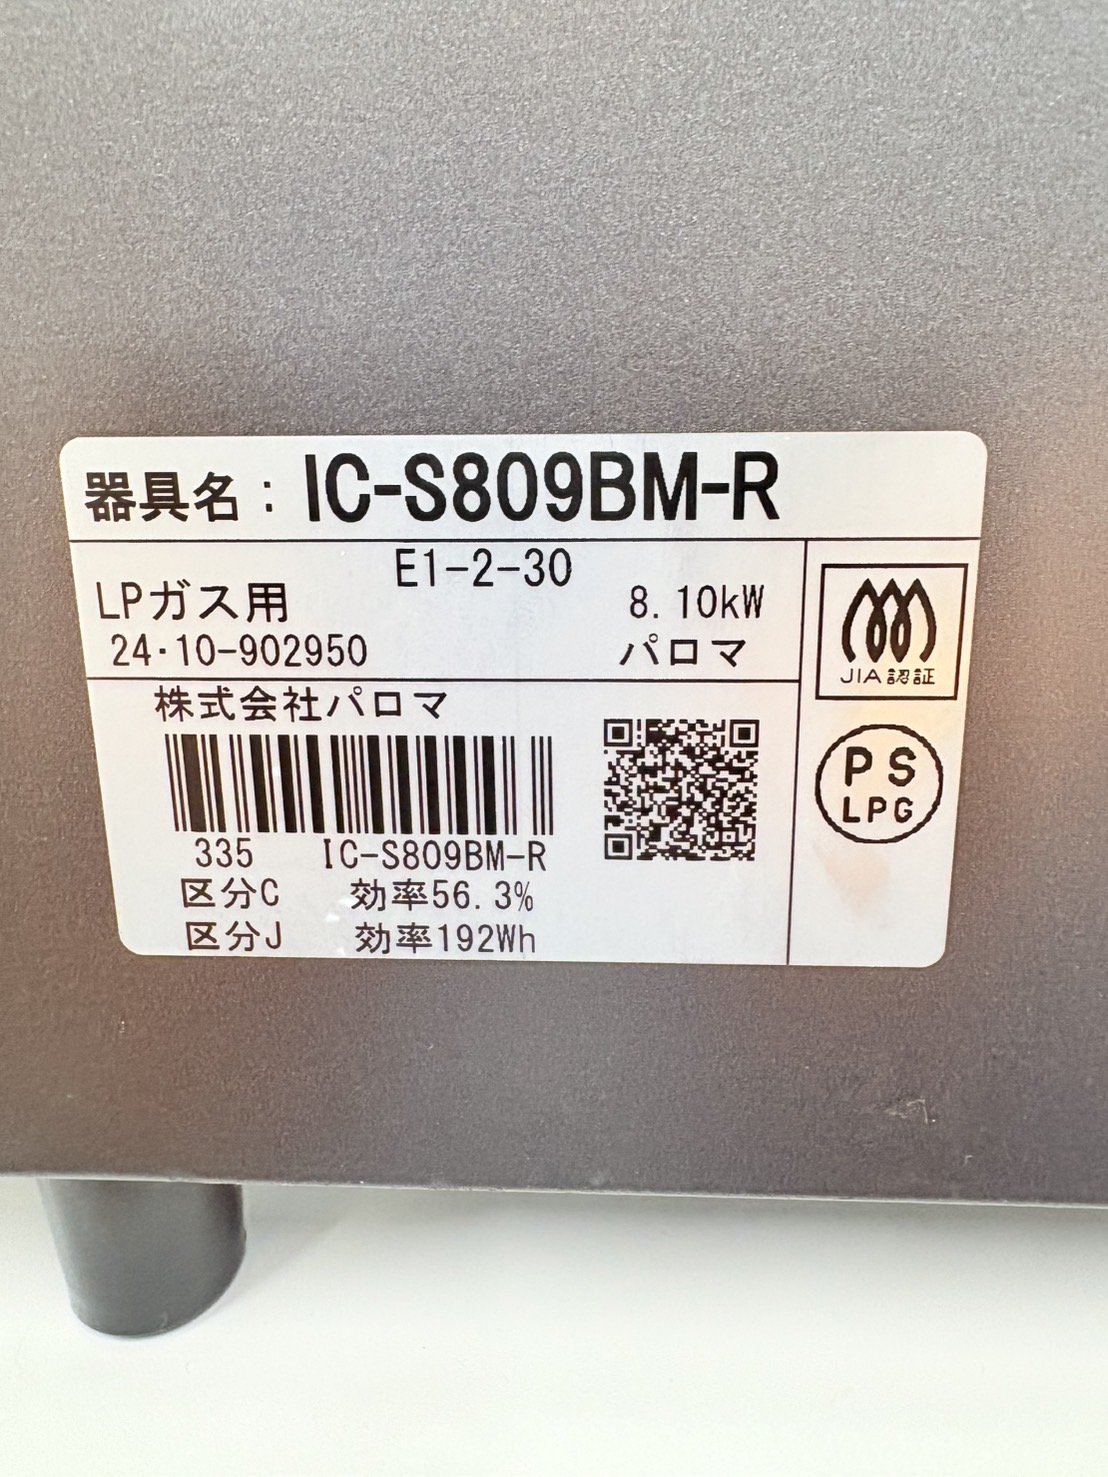 器具名：IC-S809BM-R
E1-2-30
LPガス用 8.10kW
24･10-902950 パロマ
JIA認証
株式会社パロマ
PS
LPG
335 IC-S809BM-R
区分C 効率56.3%
区分J 効率192Wh